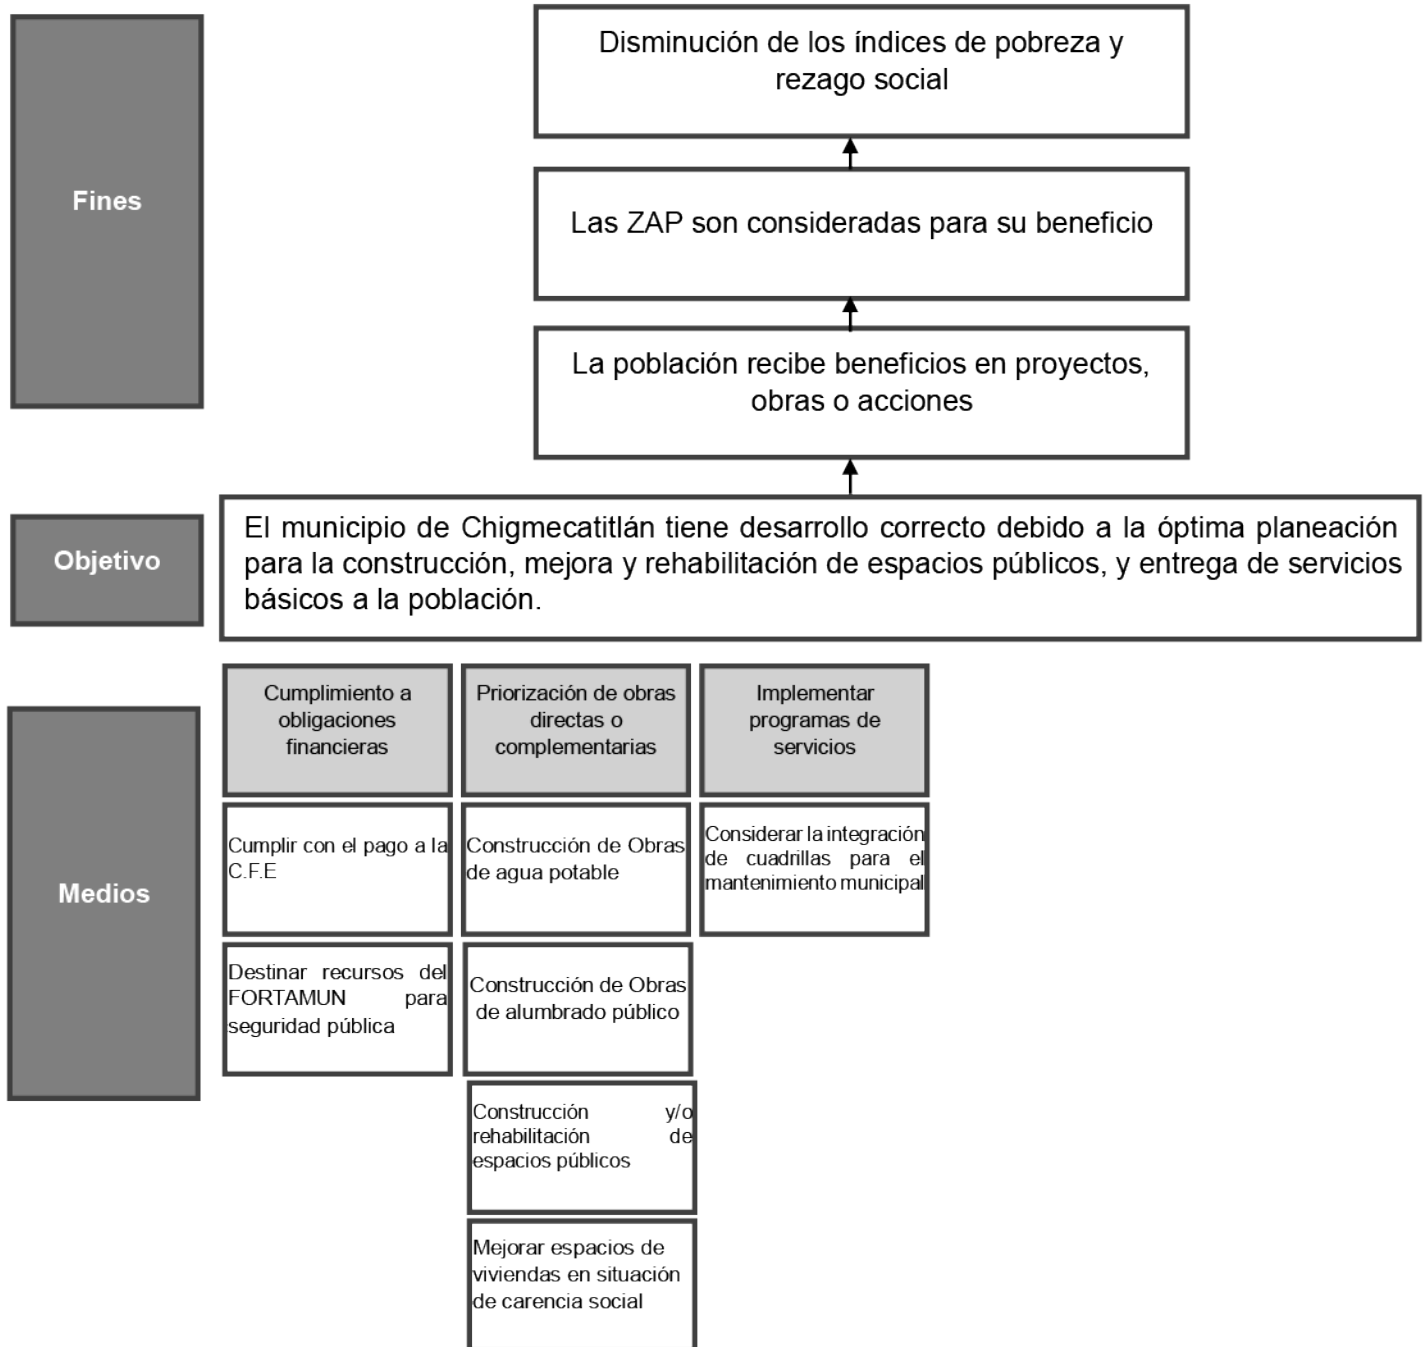 Fines
Disminución de los índices de pobreza y
rezago social
Las ZAP son consideradas para su beneficio
La población recibe beneficios en proyectos,
obras o acciones
Objetivo
El municipio de Chigmecatitlán tiene desarrollo correcto debido a la óptima planeación
para la construcción, mejora y rehabilitación de espacios públicos, y entrega de servicios
básicos a la población.
Medios
Cumplimiento a
obligaciones
financieras
Cumplir con el pago a la
C.F.E
Destinar recursos del
FORTAMUN para
seguridad pública
Priorización de obras
directas o
complementarias
Construcción de Obras
de agua potable
Construcción de Obras
de alumbrado público
Construcción y/o
rehabilitación de
espacios públicos
Mejorar espacios de
viviendas en situación
de carencia social
Implementar
programas de
servicios
Considerar la integración
de cuadrillas para el
mantenimiento municipal